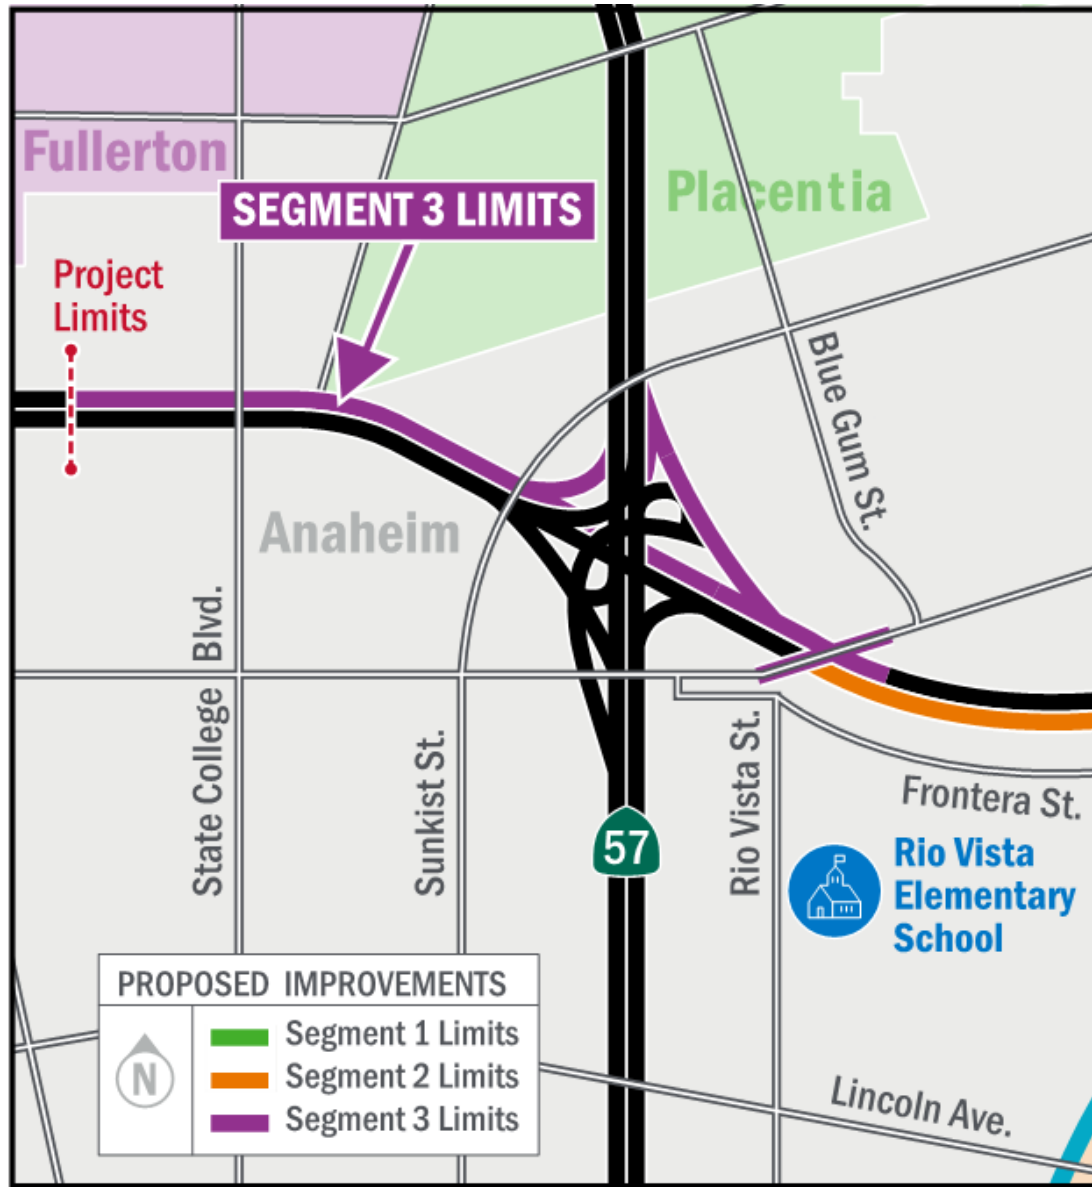 Fullerton
SEGMENT 3 LIMITS
Placentia
Project
Limits
Blue Gum St.
Anaheim
State College Blvd.
Sunkist St.
Rio Vista St.
57
Frontera St.
Rio Vista
Elementary
School
PROPOSED IMPROVEMENTS
N
Segment 1 Limits
Segment 2 Limits
Segment 3 Limits
Lincoln Ave.